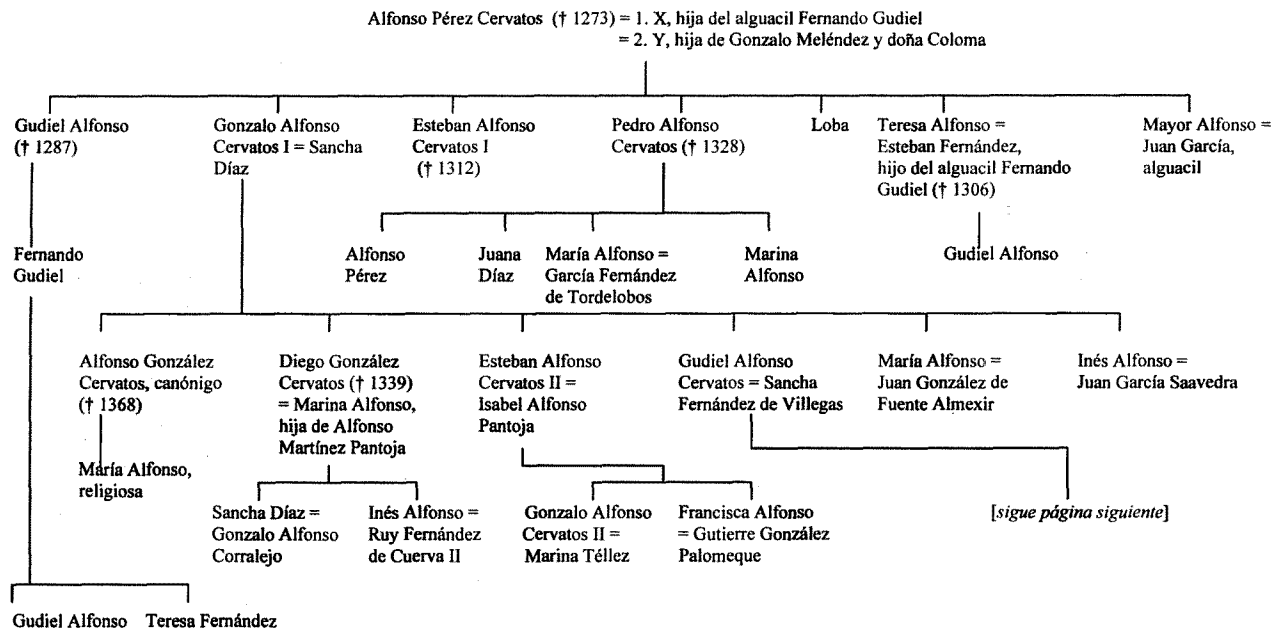 Alfonso Pérez Cervatos († 1273) = 1. X, hija del alguacil Fernando Gudiel
= 2. Y, hija de Gonzalo Meléndez y doña Coloma
Gudiel Alfonso
(† 1287)
Gonzalo Alfonso
Cervatos I = Sancha
Díaz
Esteban Alfonso
Cervatos I
(† 1312)
Pedro Alfonso
Cervatos († 1328)
Loba
Teresa Alfonso =
Esteban Fernández,
hijo del alguacil Fernando
Gudiel († 1306)
Mayor Alfonso =
Juan García,
alguacil
Fernando
Gudiel
Alfonso
Pérez
Juana
Díaz
María Alfonso =
García Fernández
de Tordelobos
Marina
Alfonso
Gudiel Alfonso
Alfonso González
Cervatos, canónigo
(† 1368)
Diego González
Cervatos († 1339)
= Marina Alfonso,
hija de Alfonso
Martínez Pantoja
Esteban Alfonso
Cervatos II =
Isabel Alfonso
Pantoja
Gudiel Alfonso
Cervatos = Sancha
Fernández de Villegas
María Alfonso =
Juan González de
Fuente Almexir
Inés Alfonso =
Juan García Saavedra
María Alfonso,
religiosa
Sancha Díaz =
Gonzalo Alfonso
Corralejo
Inés Alfonso =
Ruy Fernández
de Cuerva II
Gonzalo Alfonso
Cervatos II =
Marina Téllez
Francisca Alfonso
= Gutierre González
Palomeque
[sigue página siguiente]
Gudiel Alfonso
Teresa Fernández